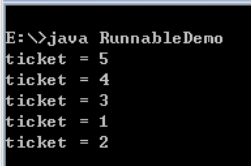 E:\>java RunnableDemo
ticket = 5
ticket = 4
ticket = 3
ticket = 1
ticket = 2